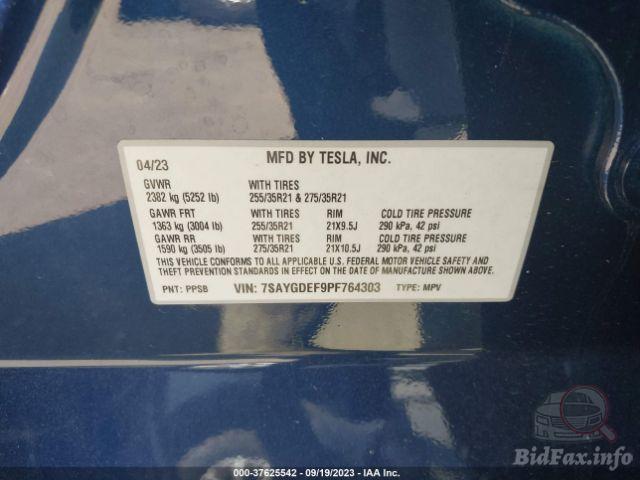 04/23
MFD BY TESLA, INC.
GVWR WITH TIRES
2382 kg (5252 lb) 255/35R21 & 275/35R21
GAWR FRT WITH TIRES RIM COLD TIRE PRESSURE
1363 kg (3004 lb) 255/35R21 21X9.5J 290 kPa, 42 psi
GAWR RR WITH TIRES RIM COLD TIRE PRESSURE
1590 kg (3505 lb) 275/35R21 21X10.5J 290 kPa, 42 psi
THIS VEHICLE CONFORMS TO ALL APPLICABLE U.S. FEDERAL MOTOR VEHICLE SAFETY AND
THEFT PREVENTION STANDARDS IN EFFECT ON THE DATE OF MANUFACTURE SHOWN ABOVE.
PNT: PPSB VIN: 7SAYGDEF9PF764303 TYPE: MPV
BidFax.info
000-37625542 - 09/19/2023 - IAA Inc.